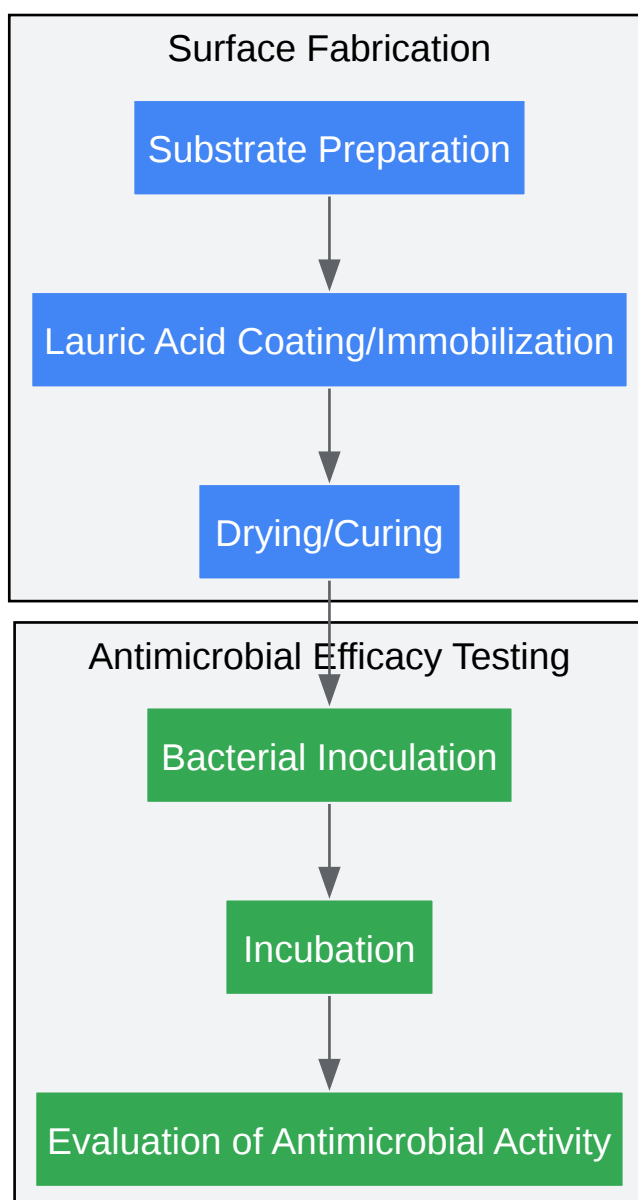 Surface Fabrication
Substrate Preparation
Lauric Acid Coating/Immobilization
Drying/Curing
Antimicrobial Efficacy Testing
Bacterial Inoculation
Incubation
Evaluation of Antimicrobial Activity